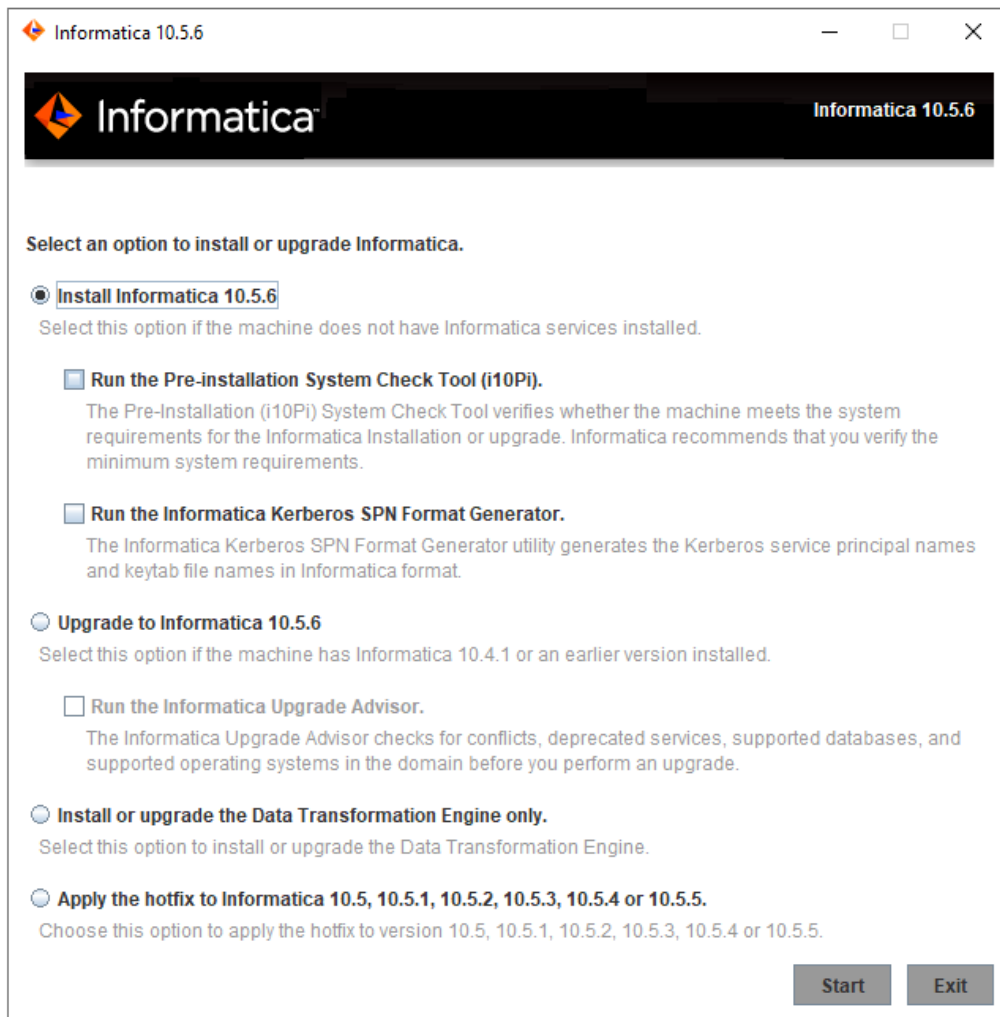 Informatica 10.5.6
Informatica
Informatica 10.5.6
Select an option to install or upgrade Informatica.
Install Informatica 10.5.6
Select this option if the machine does not have Informatica services installed.
Run the Pre-installation System Check Tool (i10Pi).
The Pre-Installation (i10Pi) System Check Tool verifies whether the machine meets the system
requirements for the Informatica Installation or upgrade. Informatica recommends that you verify the
minimum system requirements.
Run the Informatica Kerberos SPN Format Generator.
The Informatica Kerberos SPN Format Generator utility generates the Kerberos service principal names
and keytab file names in Informatica format.
Upgrade to Informatica 10.5.6
Select this option if the machine has Informatica 10.4.1 or an earlier version installed.
Run the Informatica Upgrade Advisor.
The Informatica Upgrade Advisor checks for conflicts, deprecated services, supported databases, and
supported operating systems in the domain before you perform an upgrade.
Install or upgrade the Data Transformation Engine only.
Select this option to install or upgrade the Data Transformation Engine.
Apply the hotfix to Informatica 10.5, 10.5.1, 10.5.2, 10.5.3, 10.5.4 or 10.5.5.
Choose this option to apply the hotfix to version 10.5, 10.5.1, 10.5.2, 10.5.3, 10.5.4 or 10.5.5.
Start
Exit